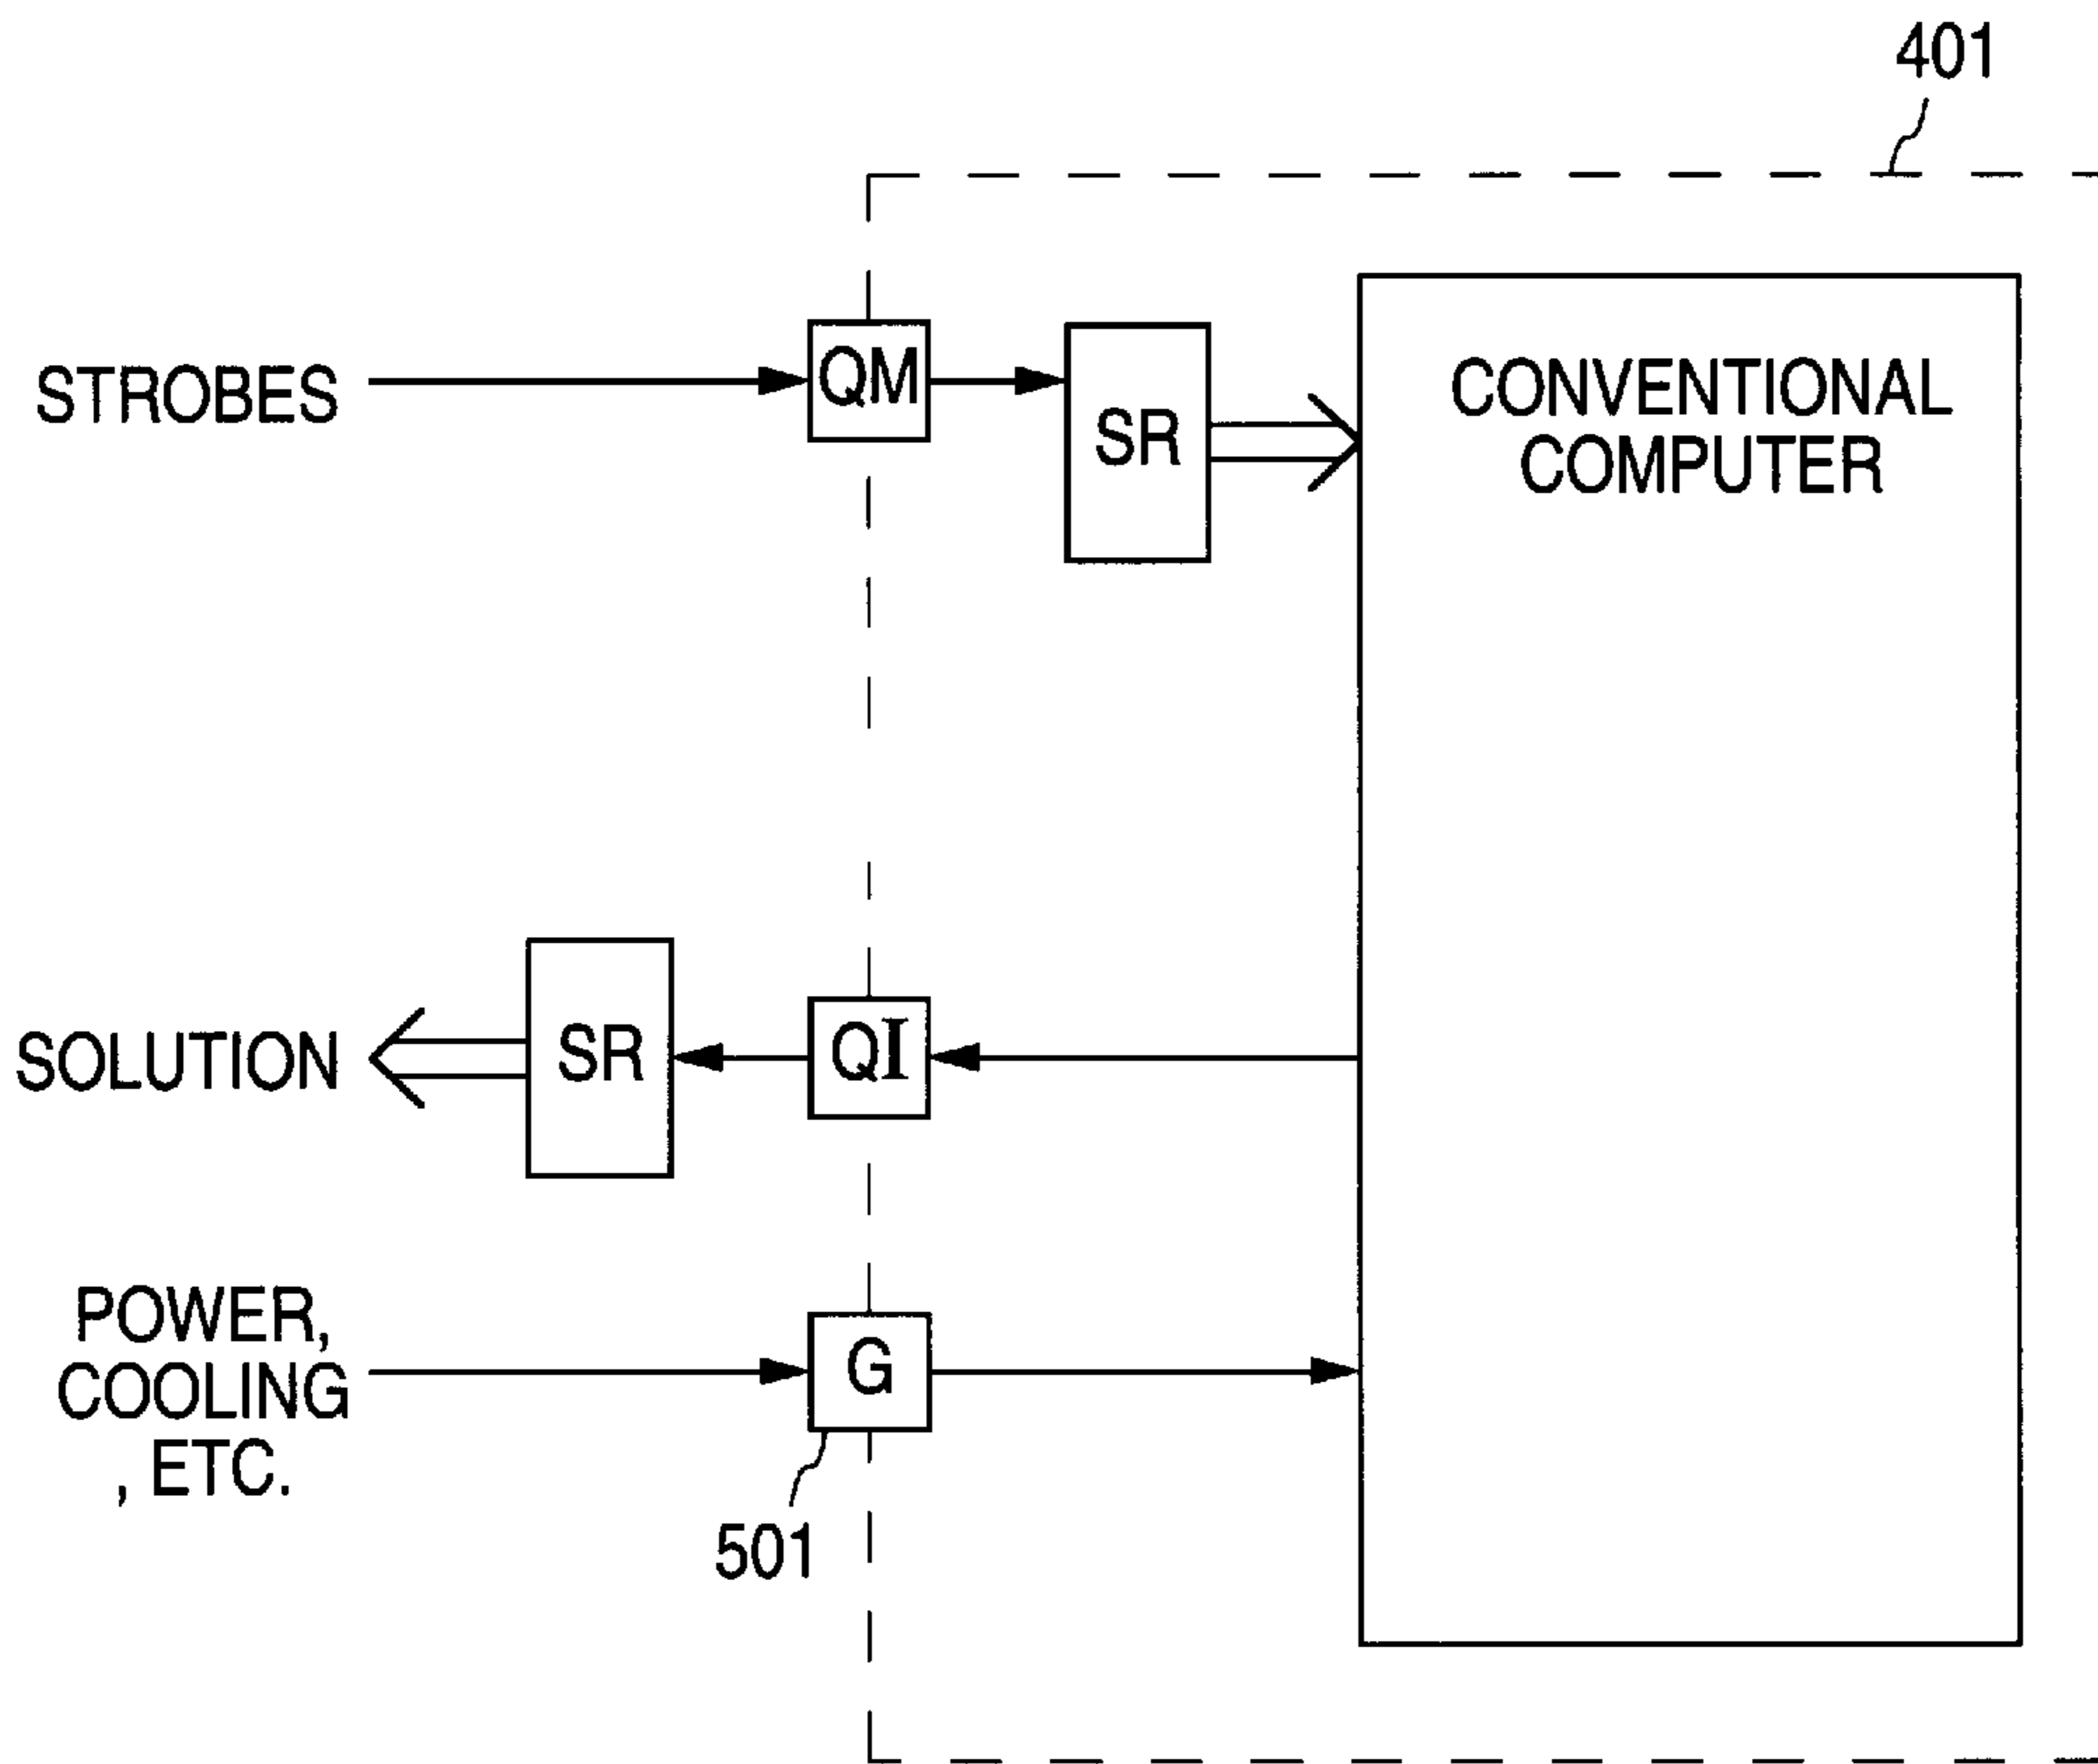 401
STROBES
QM
SR
CONVENTIONAL
COMPUTER
SOLUTION
SR
QI
POWER,
COOLING
, ETC.
G
501